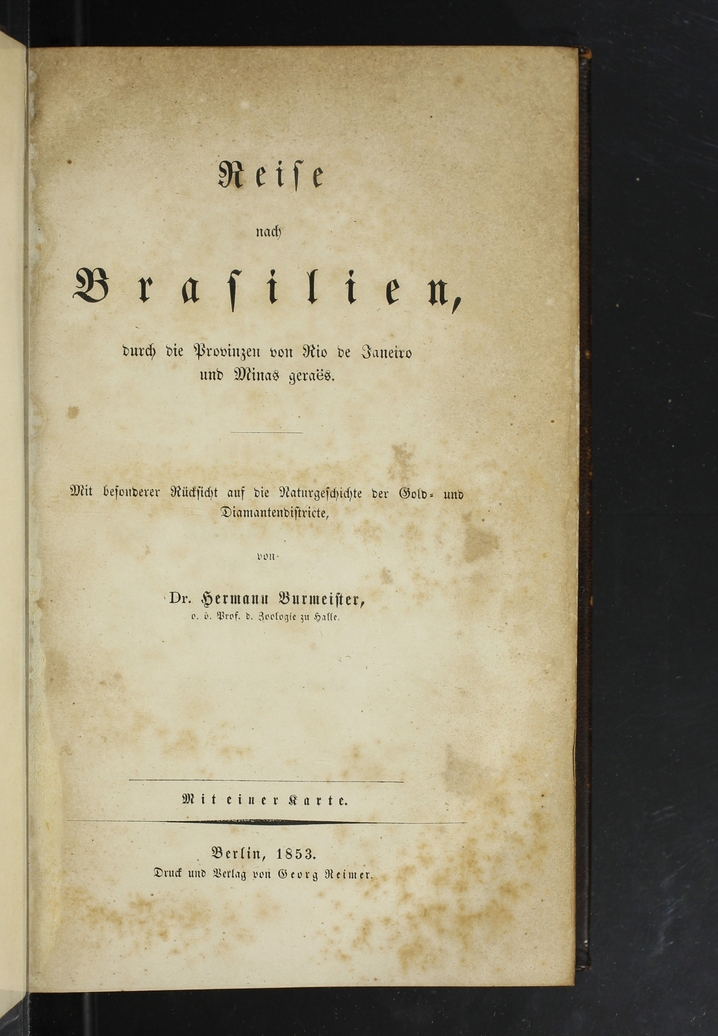 Reise
nach
Brasilien,
durch die Provinzen von Rio de Janeiro
und Minas geraës.
Mit besonderer Rücksicht auf die Naturgeschichte der Gold= und
Diamantendistricte,
von
Dr. Hermann Burmeister,
o. ö. Prof. d. Zoologie zu Halle.
Mit einer Karte.
Berlin, 1853.
Druck und Verlag von Georg Reimer.